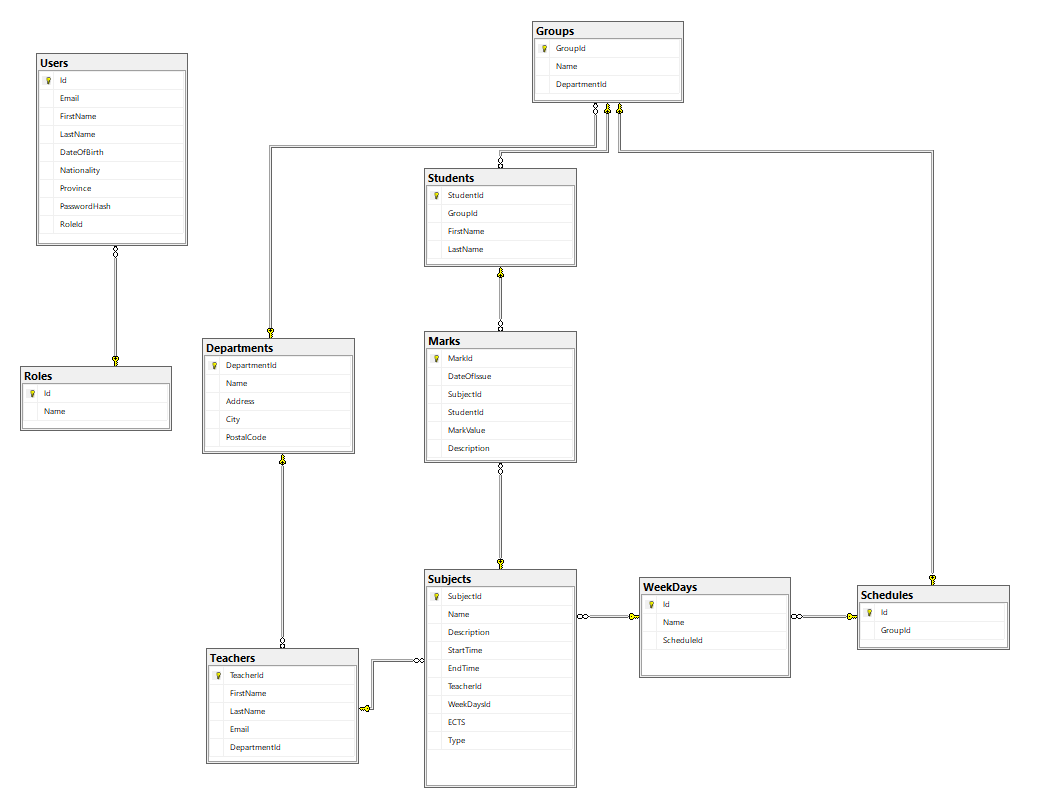 Groups
GroupId
Name
DepartmentId
Users
Id
Email
FirstName
LastName
DateOfBirth
Nationality
Province
PasswordHash
RoleId
Students
StudentId
GroupId
FirstName
LastName
Departments
DepartmentId
Name
Address
City
PostalCode
Marks
MarkId
DateOfIssue
SubjectId
StudentId
MarkValue
Description
Roles
Id
Name
Subjects
SubjectId
Name
Description
StartTime
EndTime
TeacherId
WeekDaysId
ECTS
Type
WeekDays
Id
Name
ScheduleId
Schedules
Id
GroupId
Teachers
TeacherId
FirstName
LastName
Email
DepartmentId